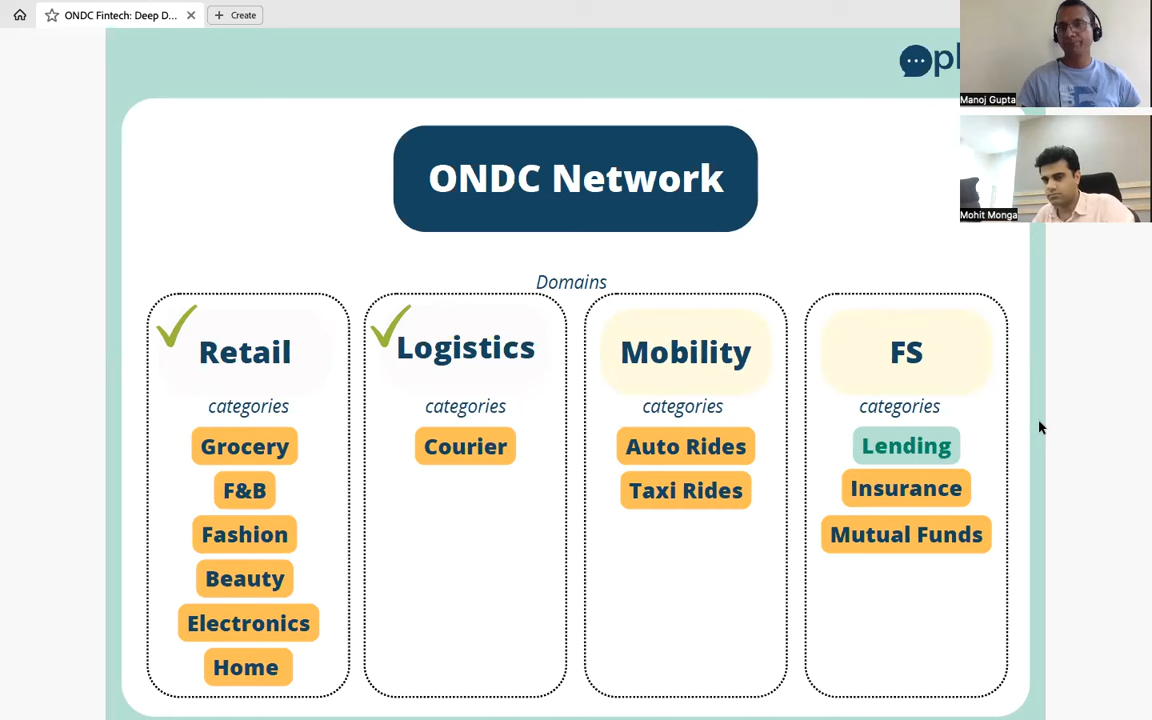 ONDC Fintech: Deep D...
Create
Manoj Gupta
Mohit Monga
ONDC Network
Domains
Retail
categories
Grocery
F&B
Fashion
Beauty
Electronics
Home
Logistics
categories
Courier
Mobility
categories
Auto Rides
Taxi Rides
FS
categories
Lending
Insurance
Mutual Funds